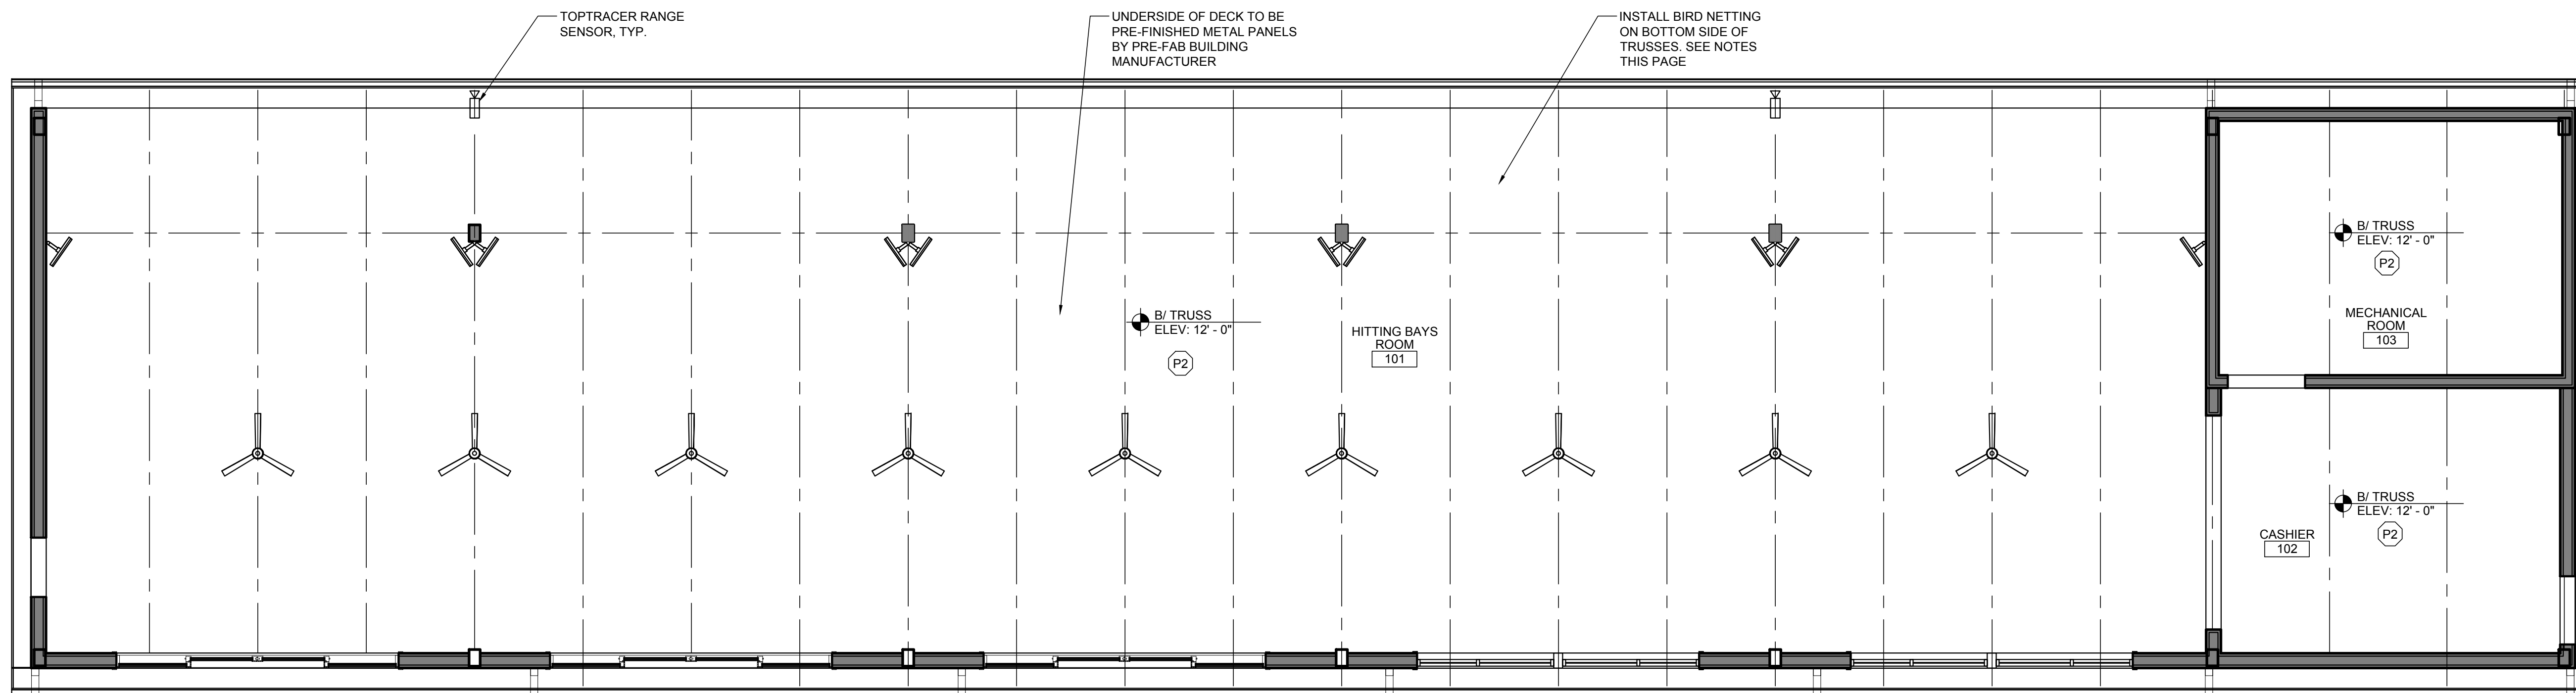 TOPTRACER RANGE
SENSOR, TYP.
UNDERSIDE OF DECK TO BE
PRE-FINISHED METAL PANELS
BY PRE-FAB BUILDING
MANUFACTURER
INSTALL BIRD NETTING
ON BOTTOM SIDE OF
TRUSSES. SEE NOTES
THIS PAGE
B/ TRUSS
ELEV: 12' - 0"
P2
HITTING BAYS
ROOM
101
B/ TRUSS
ELEV: 12' - 0"
P2
MECHANICAL
ROOM
103
B/ TRUSS
ELEV: 12' - 0"
P2
CASHIER
102